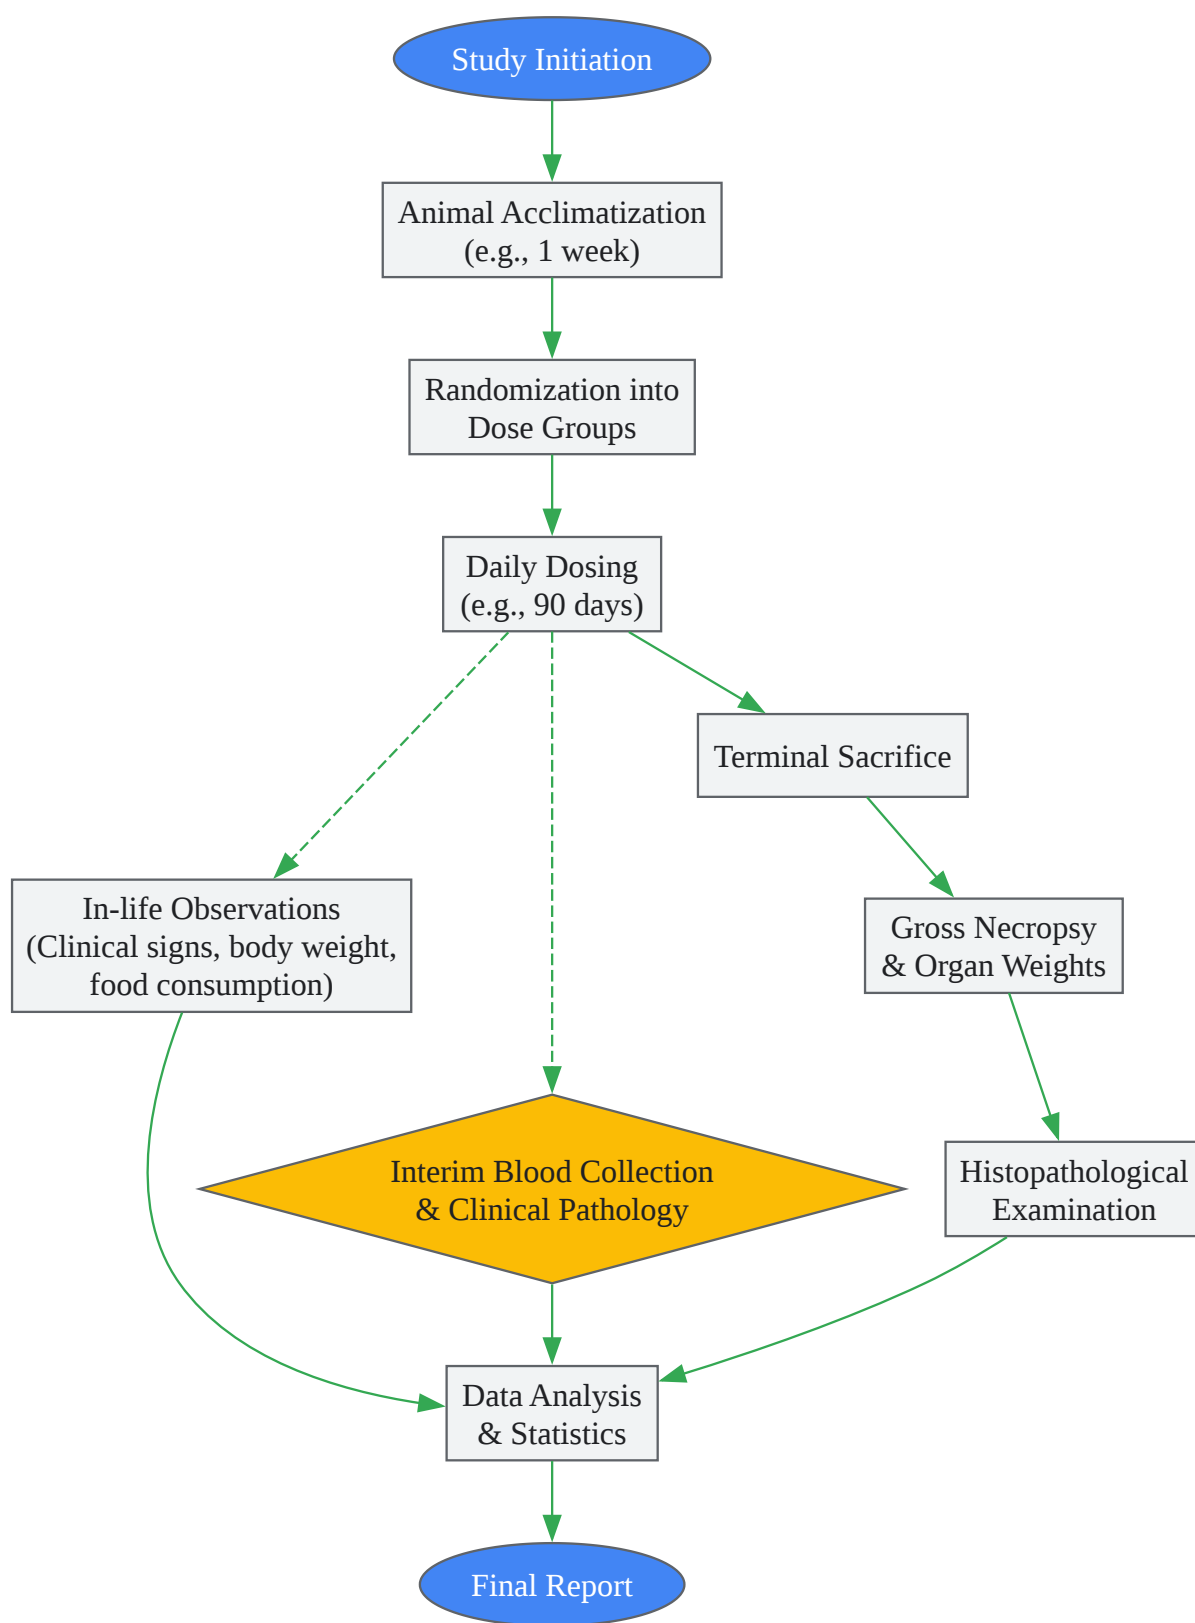 Study Initiation
Animal Acclimatization
(e.g., 1 week)
Randomization into
Dose Groups
Daily Dosing
(e.g., 90 days)
Terminal Sacrifice
In-life Observations
(Clinical signs, body weight,
food consumption)
Gross Necropsy
& Organ Weights
Interim Blood Collection
& Clinical Pathology
Histopathological
Examination
Data Analysis
& Statistics
Final Report